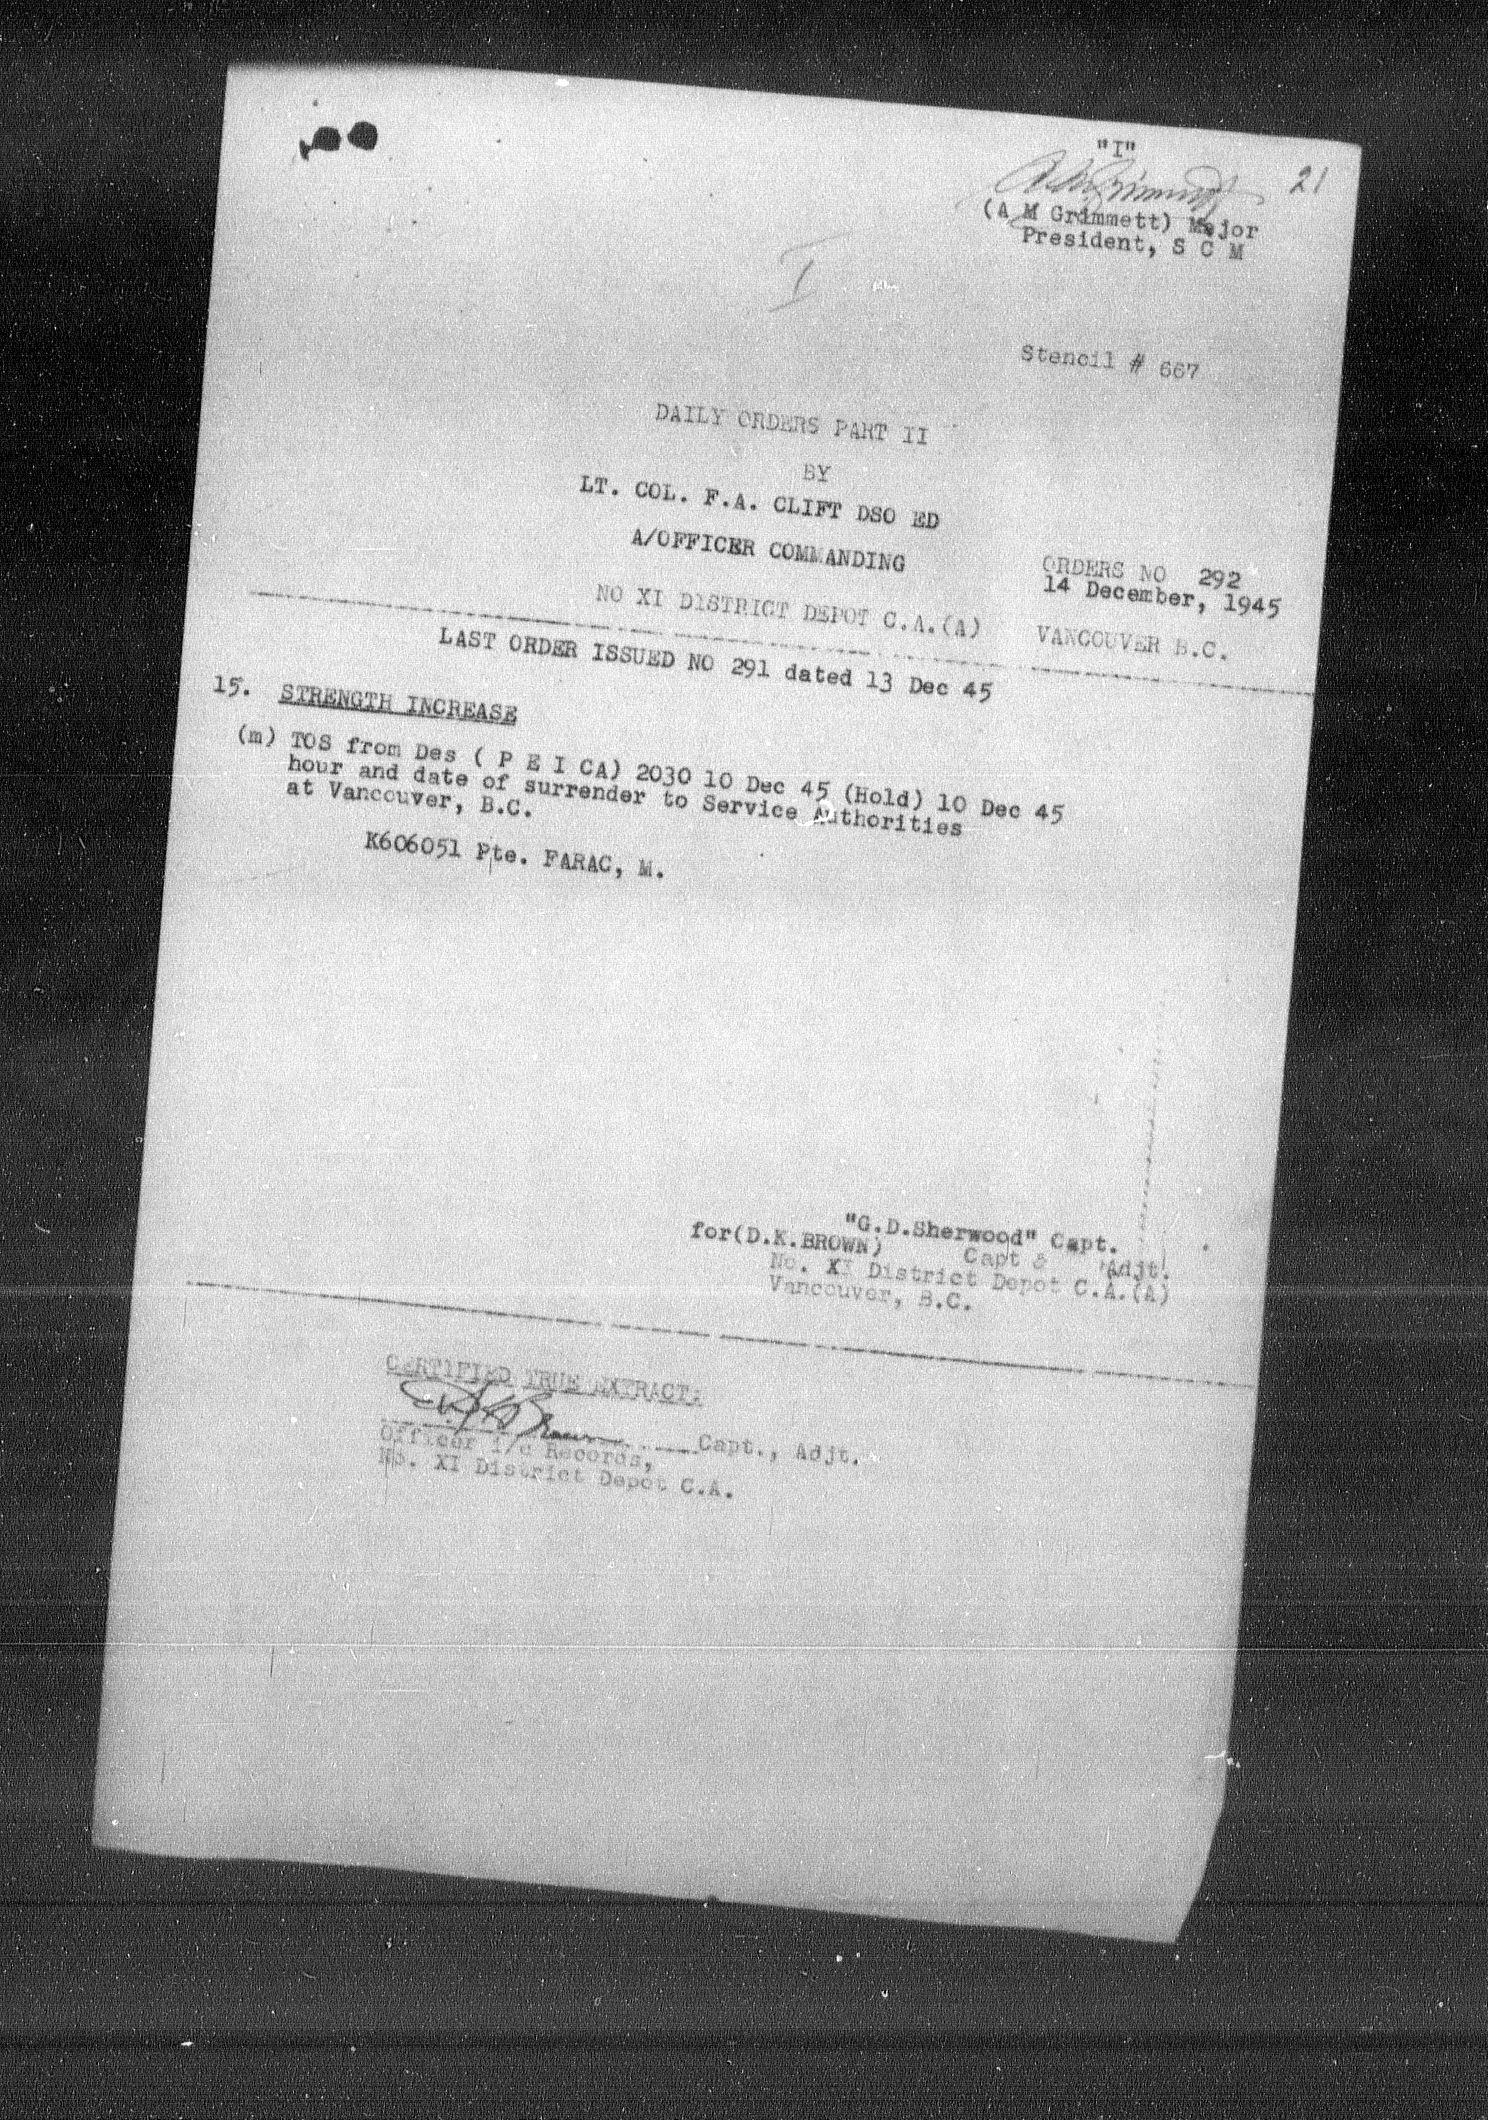 "I"
21
(A M Grimmett) Major
President, S C M
I
Stencil # 667
DAILY ORDERS PART II
BY
LT. COL. F.A. CLIFT DSO ED
A/OFFICER COMMANDING
ORDERS NO 292
14 December, 1945
NO XI DISTRICT DEPOT C.A.(A)
VANCOUVER B.C.
LAST ORDER ISSUED NO 291 dated 13 Dec 45
15. STRENGTH INCREASE
(m) TOS from Des ( P E I CA) 2030 10 Dec 45 (Hold) 10 Dec 45
hour and date of surrender to Service Authorities
at Vancouver, B.C.
K606051 Pte. FARAC, M.
"G.D.Sherwood" Capt.
for(D.K.BROWN) Capt & Adjt.
No. XI District Depot C.A.(A)
Vancouver, B.C.
CERTIFIED TRUE EXTRACT:
Capt., Adjt.
Officer i/c Records,
No. XI District Depot C.A.